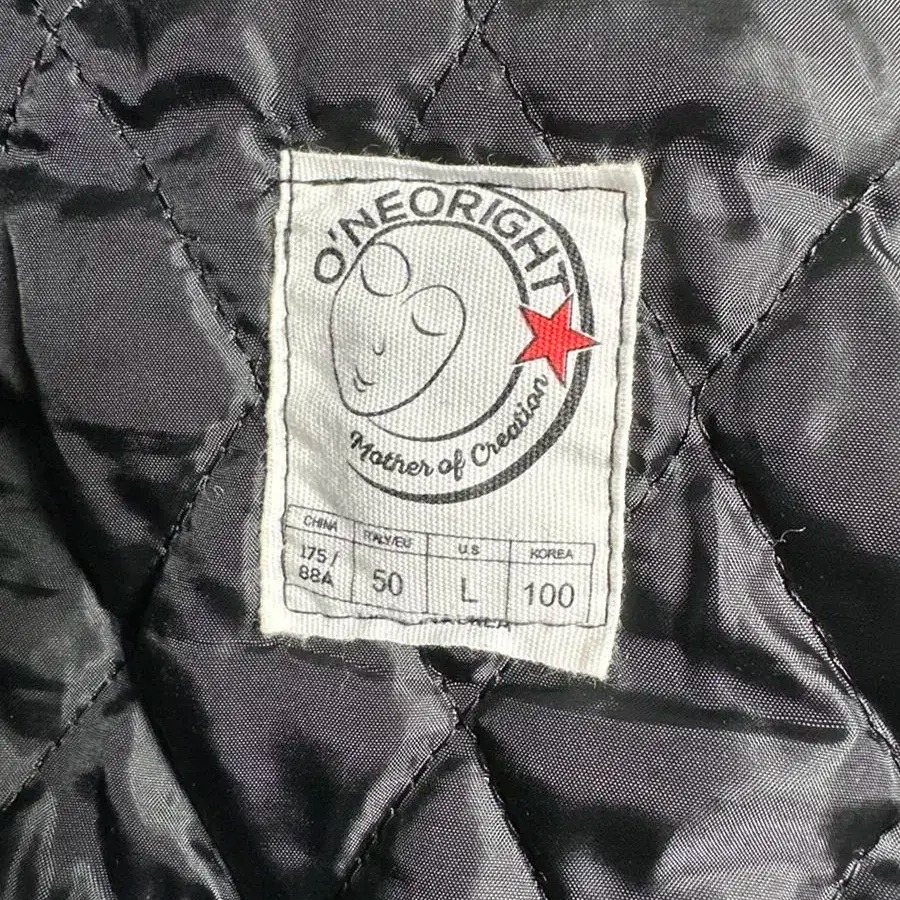 O'NEORIGHT
Mother of Creation
CHINA ITALY/EU U.S KOREA
175/ 50 L 100
88A